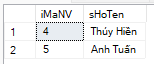 iMaNV sHoTen
1 4 Thúy Hiền
2 5 Anh Tuấn